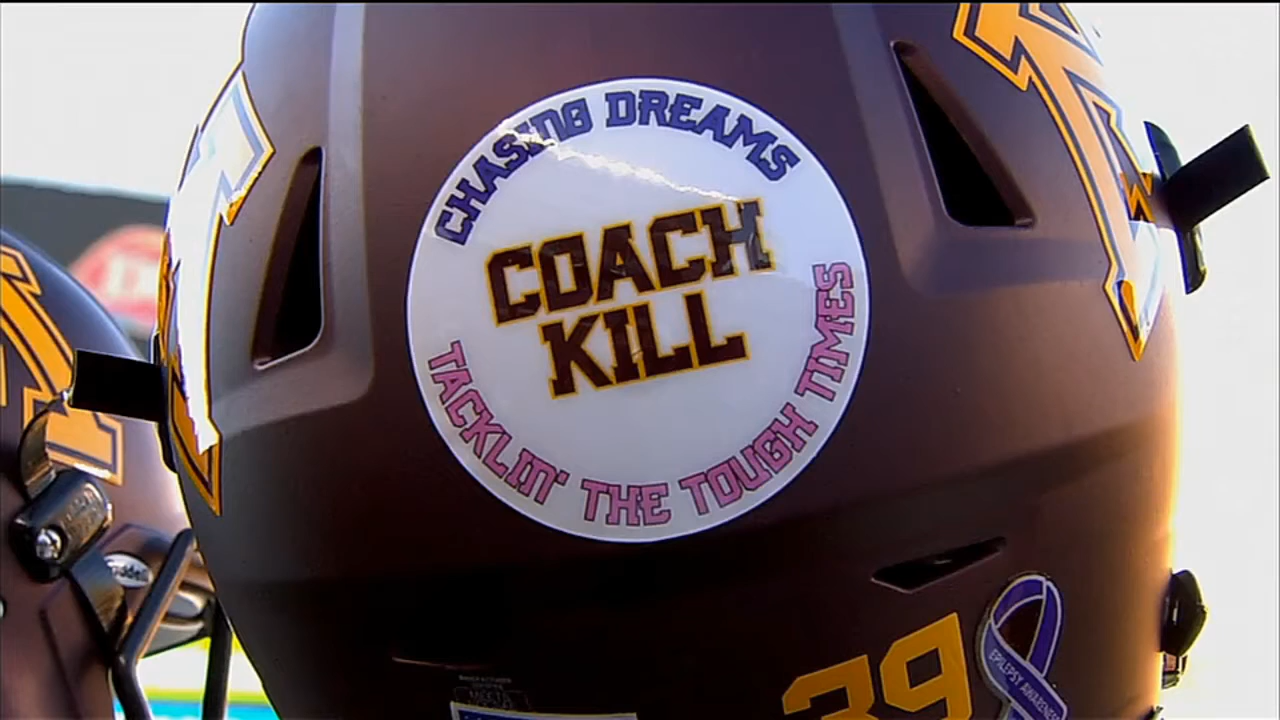 CHASING DREAMS
COACH
KILL
TACKLIN' THE TOUGH TIMES
39
EPILEPSY AWARENESS